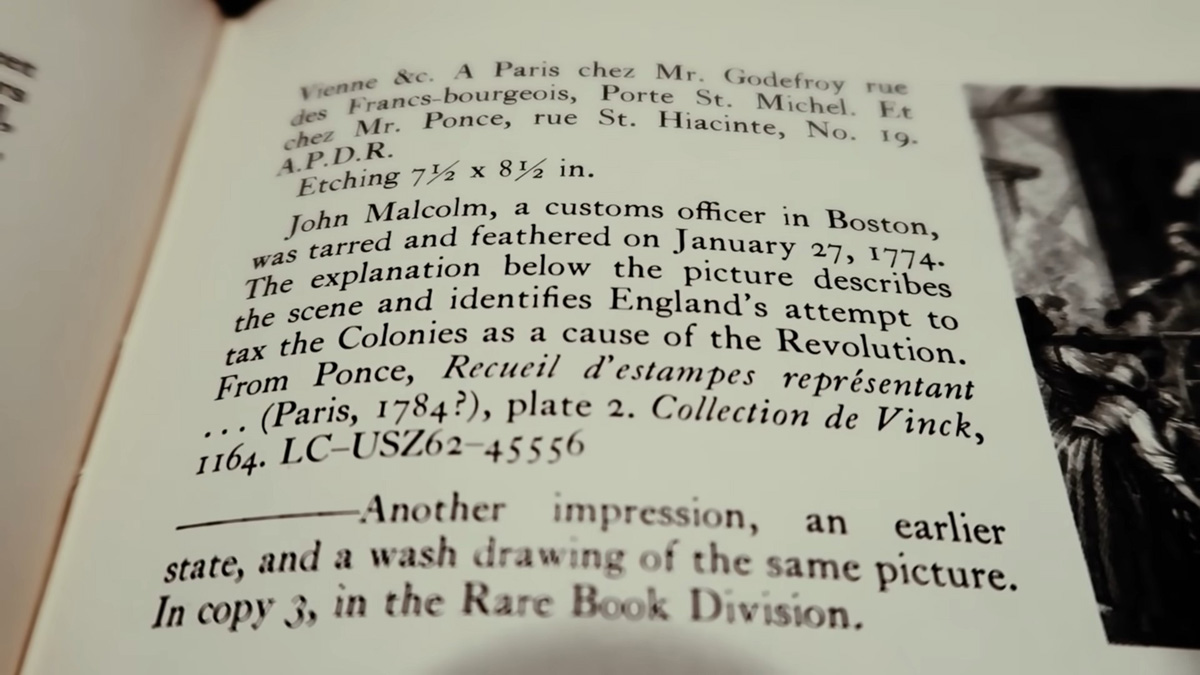 Vienne &c. A Paris chez Mr. Godefroy rue
des Francs-bourgeois, Porte St. Michel. Et
chez Mr. Ponce, rue St. Hiacinte, No. 19.
A.P.D.R.
Etching 7½ x 8½ in.
John Malcolm, a customs officer in Boston,
was tarred and feathered on January 27, 1774.
The explanation below the picture describes
the scene and identifies England's attempt to
tax the Colonies as a cause of the Revolution.
From Ponce, Recueil d'estampes représentant
... (Paris, 1784?), plate 2. Collection de Vinck,
1164. LC–USZ62–45556
———Another impression, an earlier
state, and a wash drawing of the same picture.
In copy 3, in the Rare Book Division.